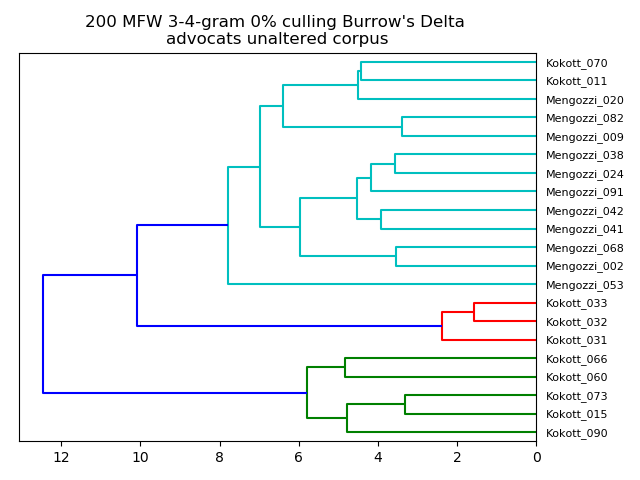 200 MFW 3-4-gram 0% culling Burrow's Delta
advocats unaltered corpus
Kokott_070
Kokott_011
Mengozzi_020
Mengozzi_082
Mengozzi_009
Mengozzi_038
Mengozzi_024
Mengozzi_091
Mengozzi_042
Mengozzi_041
Mengozzi_068
Mengozzi_002
Mengozzi_053
Kokott_033
Kokott_032
Kokott_031
Kokott_066
Kokott_060
Kokott_073
Kokott_015
Kokott_090
12 10 8 6 4 2 0